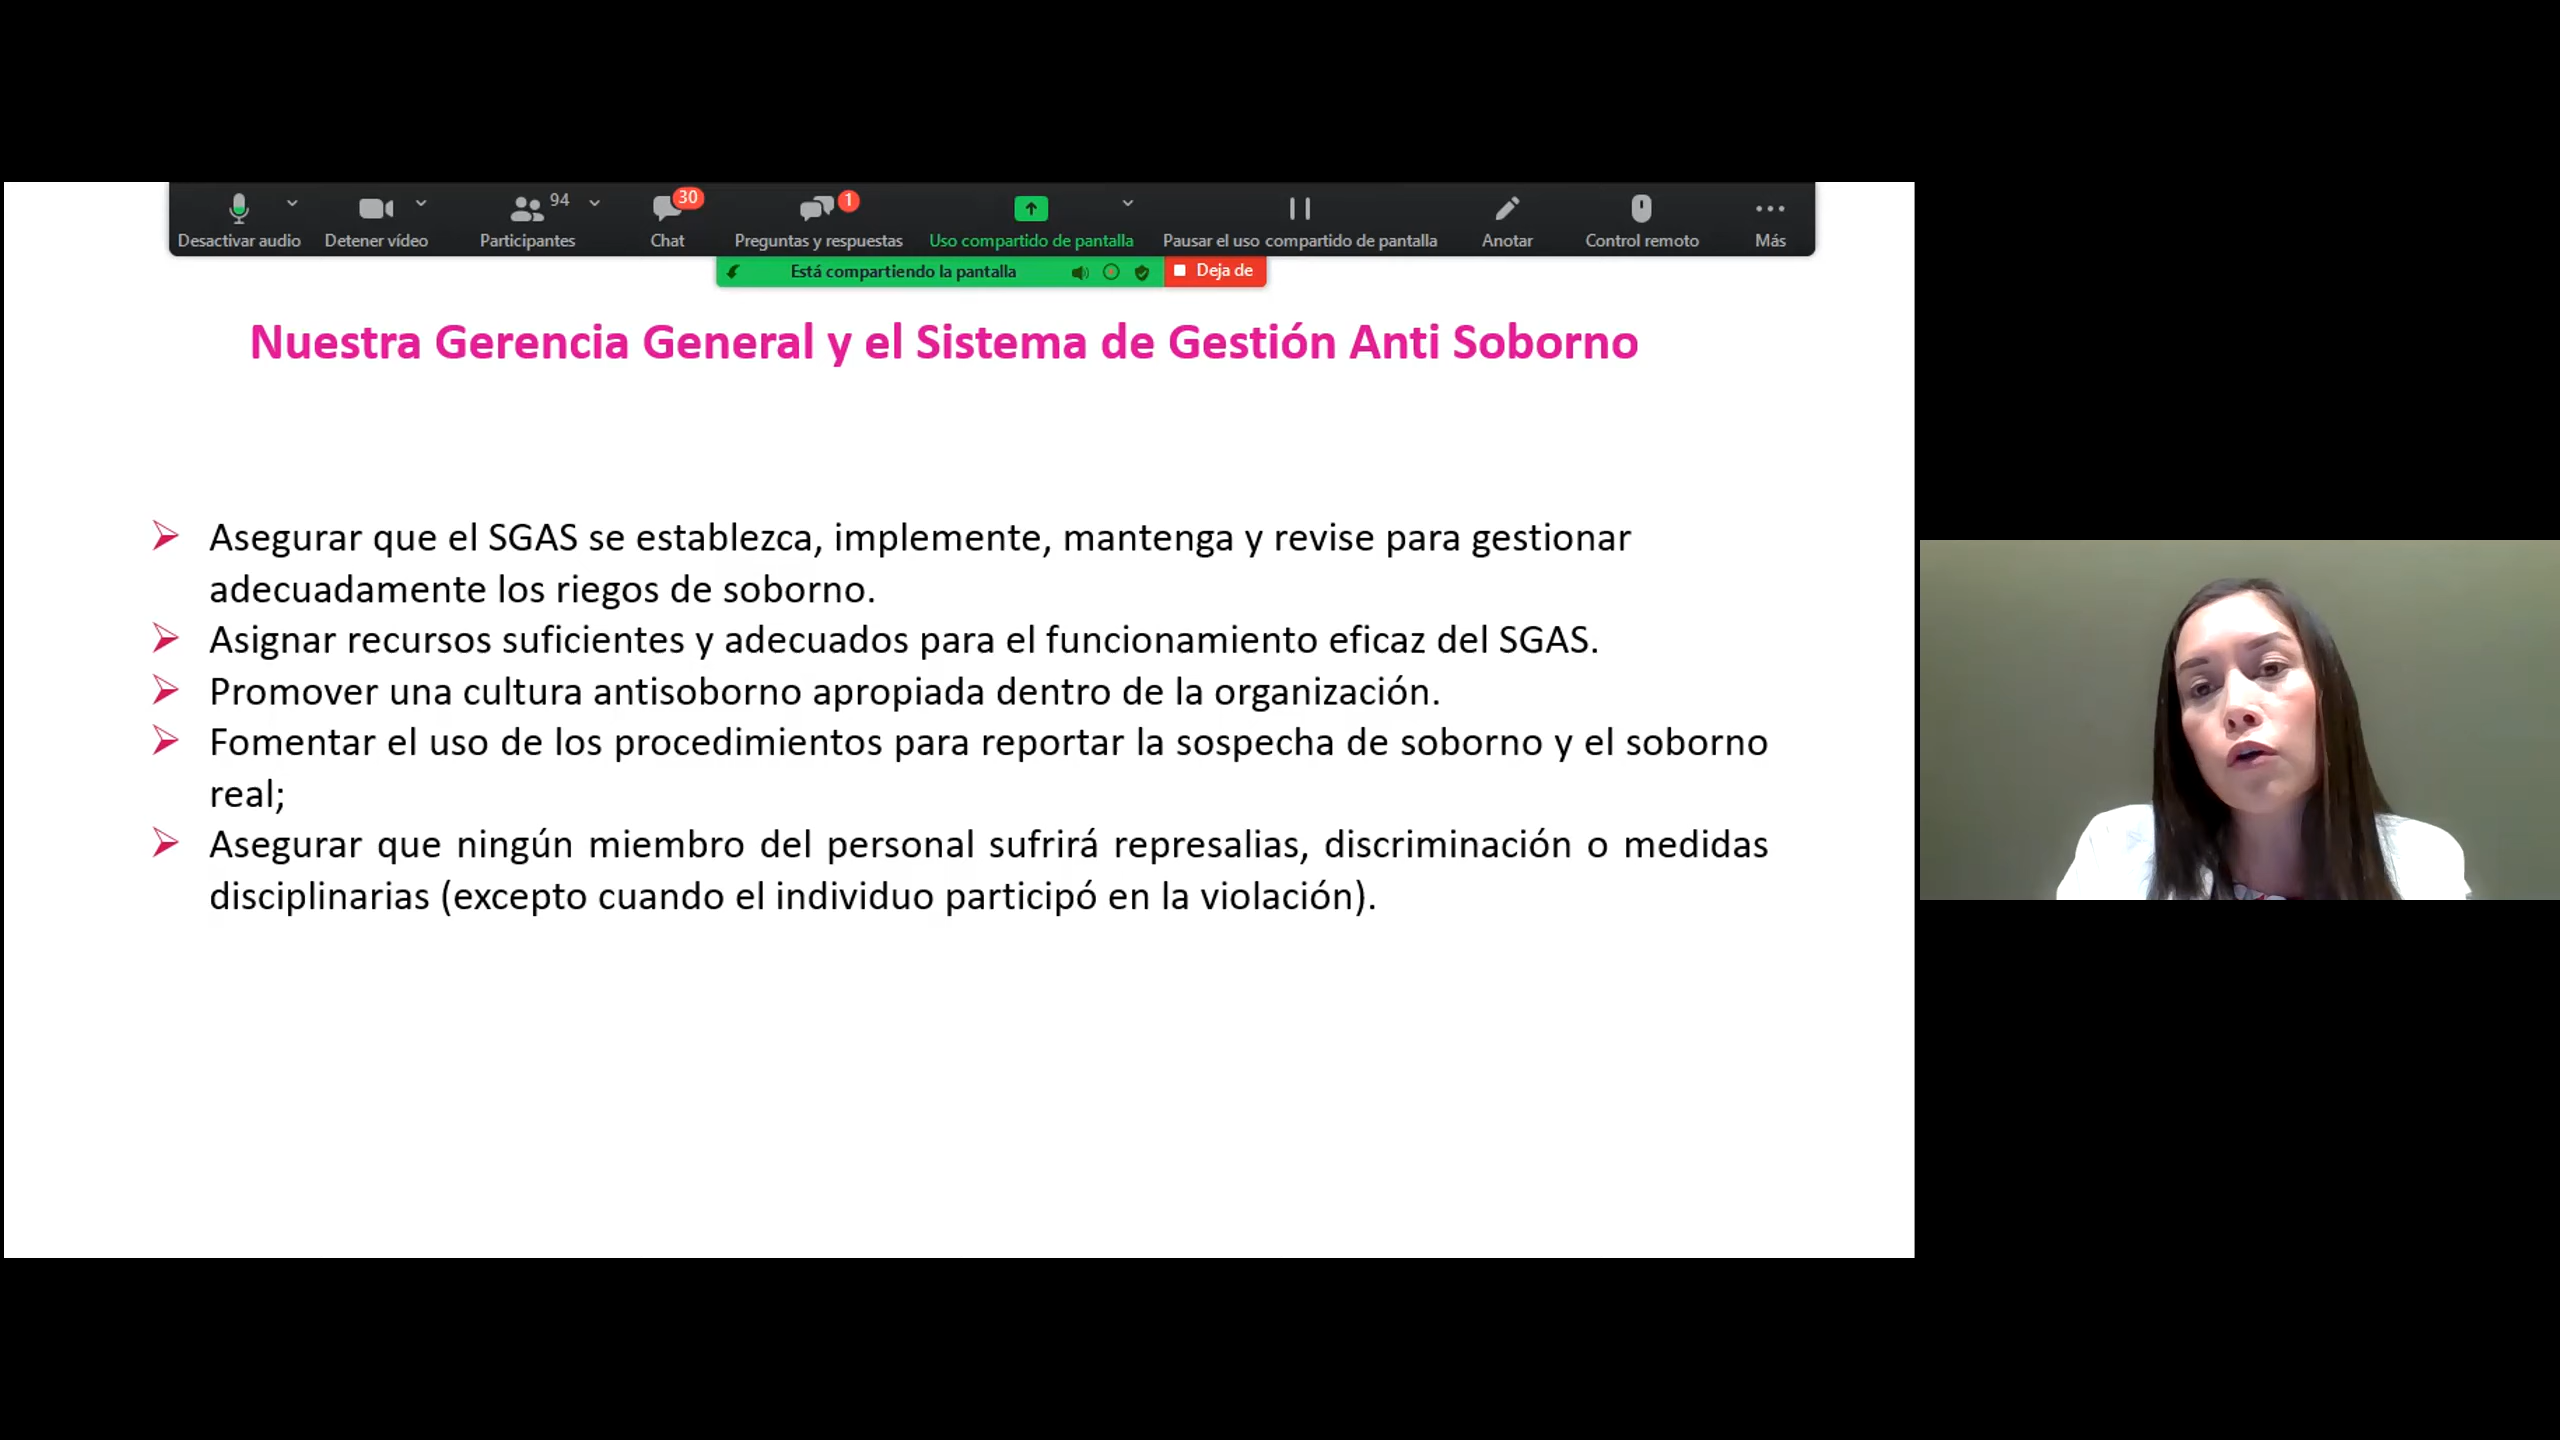 94
30
1
Desactivar audio
Detener vídeo
Participantes
Chat
Preguntas y respuestas
Uso compartido de pantalla
Pausar el uso compartido de pantalla
Anotar
Control remoto
Más
Está compartiendo la pantalla
Deja de
Nuestra Gerencia General y el Sistema de Gestión Anti Soborno
Asegurar que el SGAS se establezca, implemente, mantenga y revise para gestionar
adecuadamente los riegos de soborno.
Asignar recursos suficientes y adecuados para el funcionamiento eficaz del SGAS.
Promover una cultura antisoborno apropiada dentro de la organización.
Fomentar el uso de los procedimientos para reportar la sospecha de soborno y el soborno
real;
Asegurar que ningún miembro del personal sufrirá represalias, discriminación o medidas
disciplinarias (excepto cuando el individuo participó en la violación).